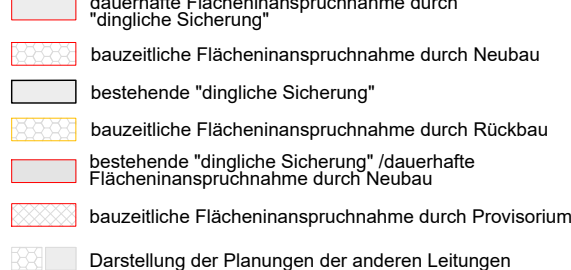 dauerhafte Flächeninanspruchnahme durch
"dingliche Sicherung"
bauzeitliche Flächeninanspruchnahme durch Neubau
bestehende "dingliche Sicherung"
bauzeitliche Flächeninanspruchnahme durch Rückbau
bestehende "dingliche Sicherung" /dauerhafte
Flächeninanspruchnahme durch Neubau
bauzeitliche Flächeninanspruchnahme durch Provisorium
Darstellung der Planungen der anderen Leitungen